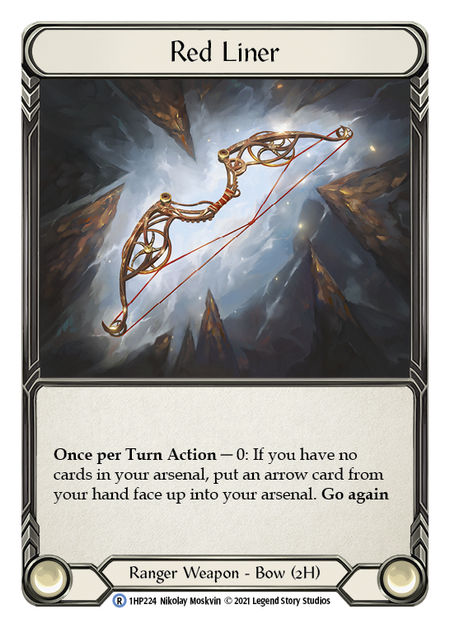 Red Liner
Once per Turn Action — 0: If you have no
cards in your arsenal, put an arrow card from
your hand face up into your arsenal. Go again
Ranger Weapon - Bow (2H)
R 1HP224 Nikolay Moskvin © 2021 Legend Story Studios